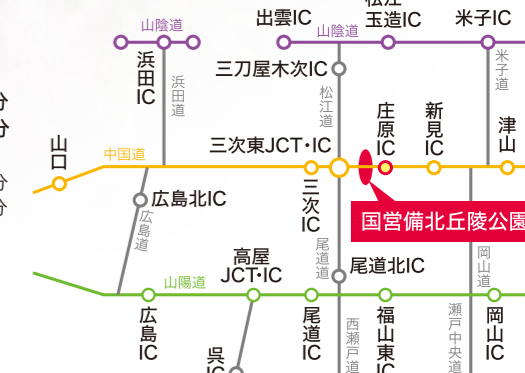 山陰道
出雲IC
松江
玉造IC
山陰道
米子IC
浜田IC
浜田道
三刀屋木次IC
松江道
米子道
分
分
分
分
山口
中国道
三次東JCT・IC
庄原IC
新見IC
津山
三次IC
広島北IC
広島道
国営備北丘陵公園
尾道道
尾道北IC
岡山道
高屋
JCT・IC
山陽道
広島IC
尾道IC
西瀬戸道
福山東IC
瀬戸中央道
岡山IC
呉IC